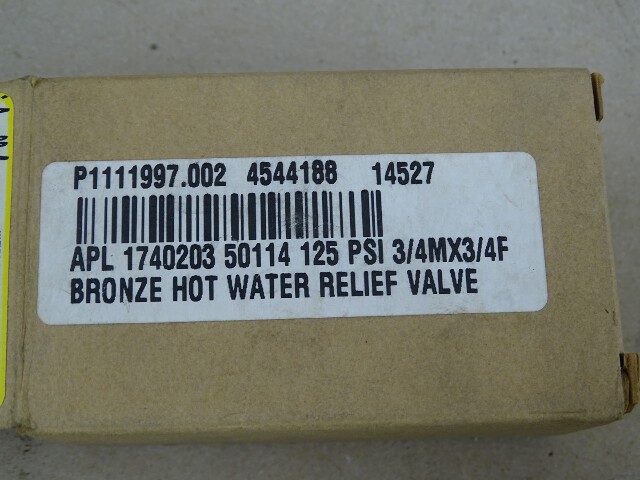 P1111997.002 4544188 14527
APL 1740203 50114 125 PSI 3/4MX3/4F
BRONZE HOT WATER RELIEF VALVE